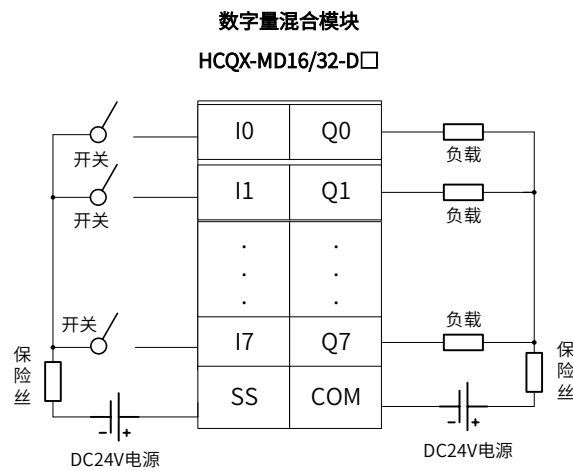 数字量混合模块
HCQX-MD16/32-D□
I0 Q0
开关 负载
I1 Q1
开关 负载
开关 I7 Q7 负载
保险丝 SS COM 保险丝
- +
- +
DC24V电源 DC24V电源